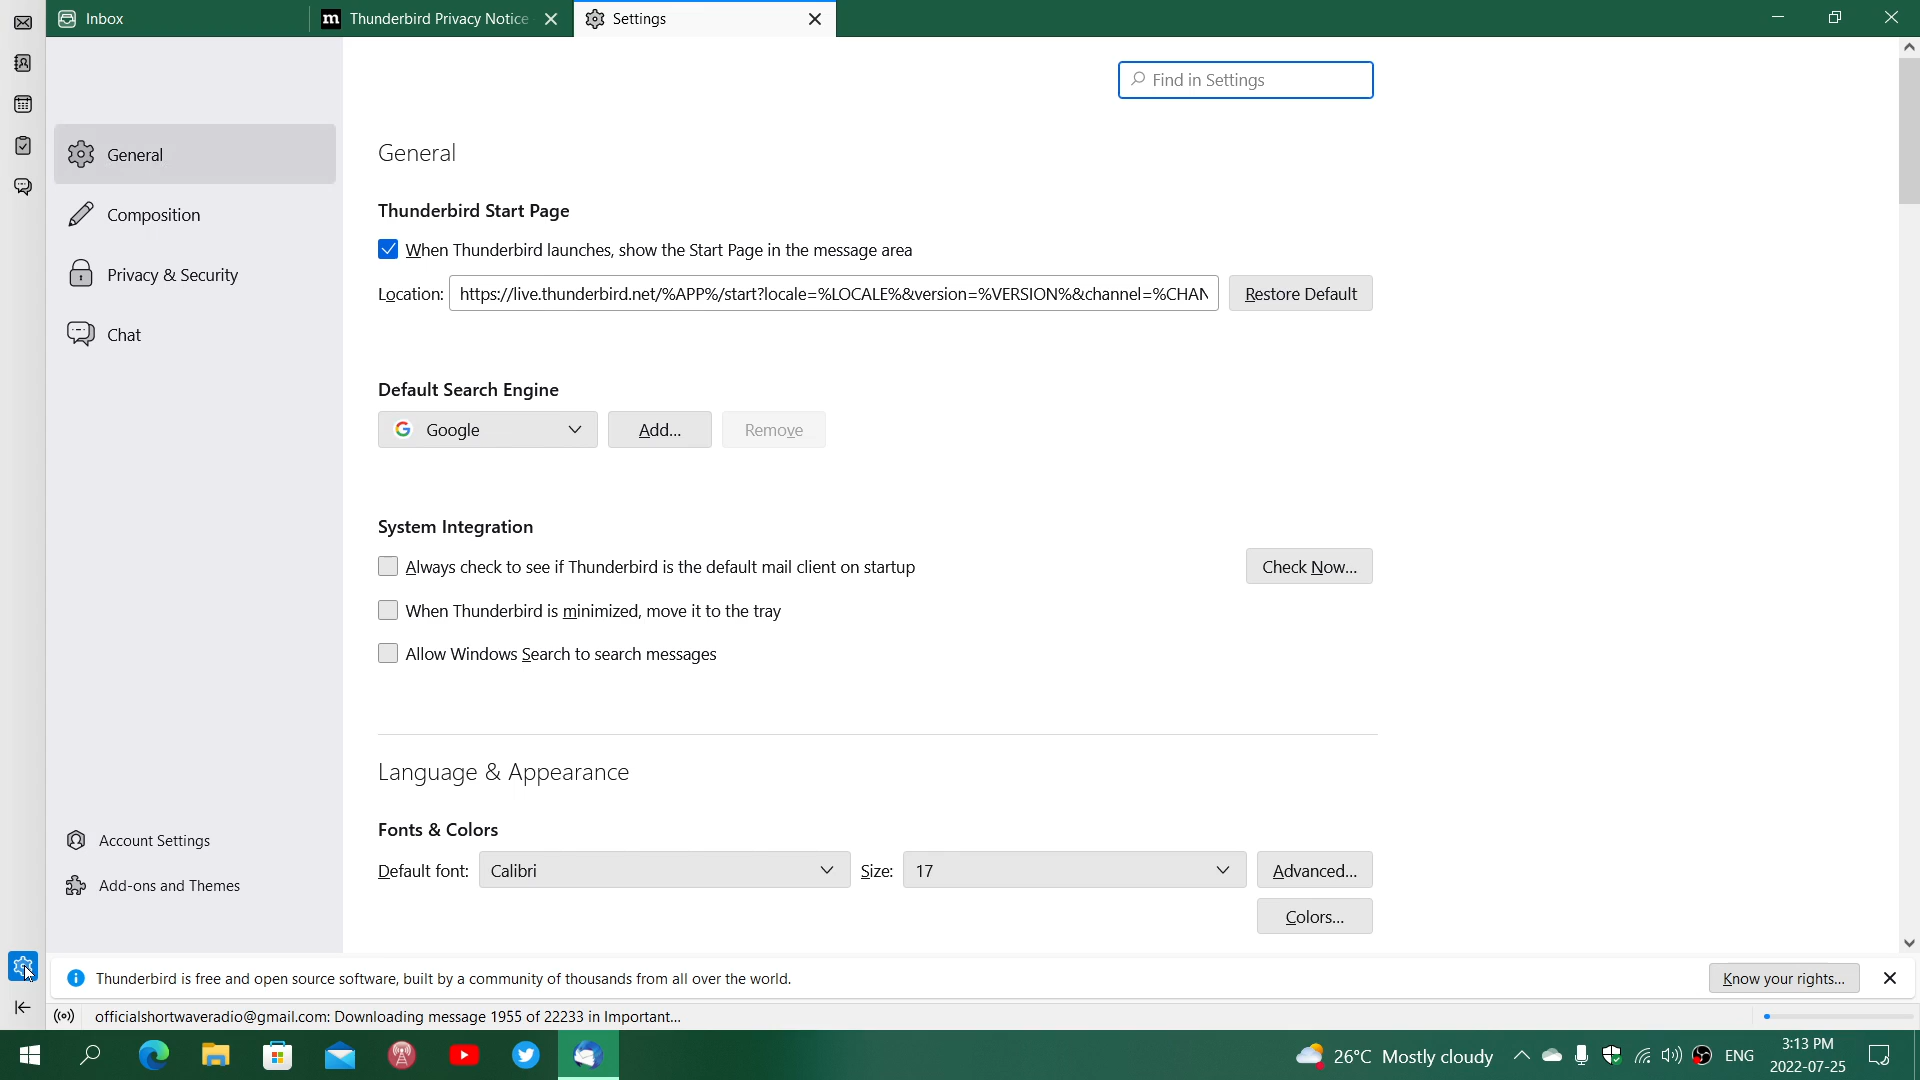 Inbox
m Thunderbird Privacy Notice
Settings
Find in Settings
General
Composition
Privacy & Security
Chat
General
Thunderbird Start Page
When Thunderbird launches, show the Start Page in the message area
Location: https://live.thunderbird.net/%APP%/start?locale=%LOCALE%&version=%VERSION%&channel=%CHAN
Restore Default
Default Search Engine
G Google
Add...
Remove
System Integration
Always check to see if Thunderbird is the default mail client on startup
Check Now...
When Thunderbird is minimized, move it to the tray
Allow Windows Search to search messages
Language & Appearance
Fonts & Colors
Default font: Calibri Size: 17 Advanced...
Colors...
Account Settings
Add-ons and Themes
Thunderbird is free and open source software, built by a community of thousands from all over the world.
Know your rights...
officialshortwaveradio@gmail.com: Downloading message 1955 of 22233 in Important...
26°C Mostly cloudy
ENG
3:13 PM
2022-07-25